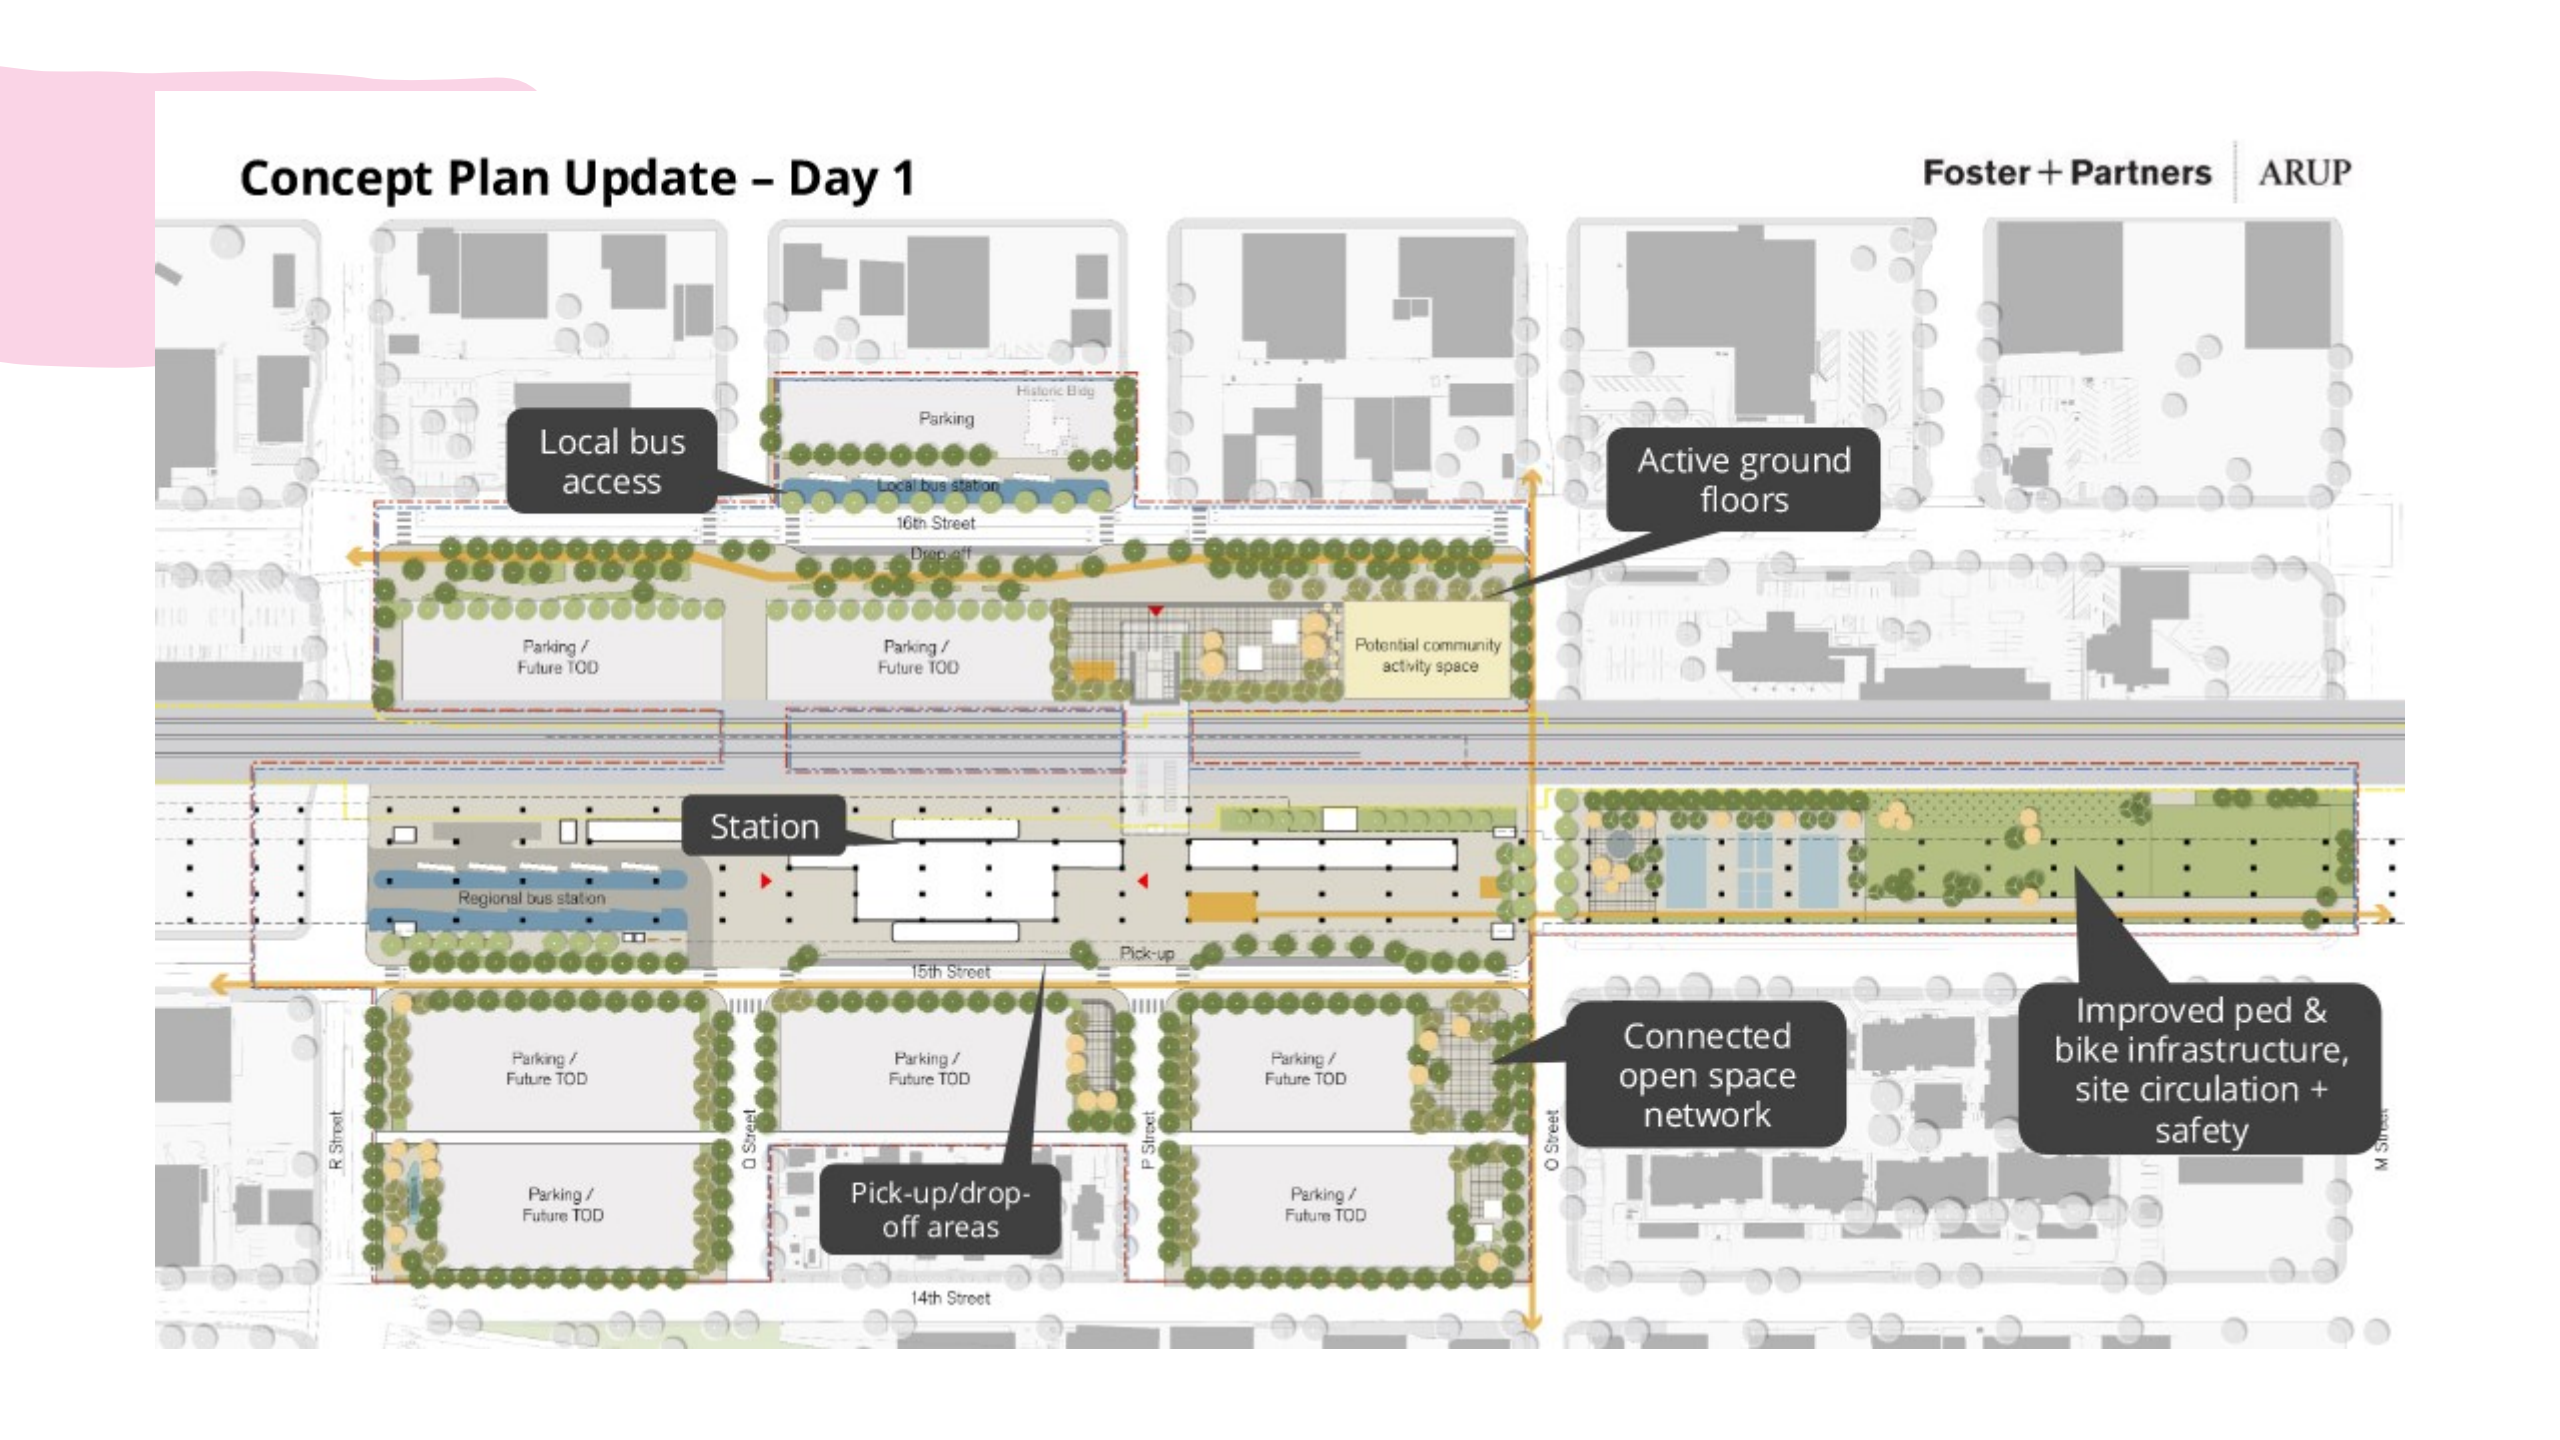 Concept Plan Update – Day 1
Foster + Partners
ARUP
Historic Bldg
Parking
Local bus
access
Local bus station
16th Street
Drop-off
Active ground
floors
Parking /
Future TOD
Parking /
Future TOD
Potential community
activity space
Station
Regional bus station
Pick-up
15th Street
Parking /
Future TOD
Parking /
Future TOD
Parking /
Future TOD
Connected
open space
network
Improved ped &
bike infrastructure,
site circulation +
safety
R Street
Q Street
P Street
O Street
M Street
Parking /
Future TOD
Pick-up/drop-
off areas
Parking /
Future TOD
14th Street